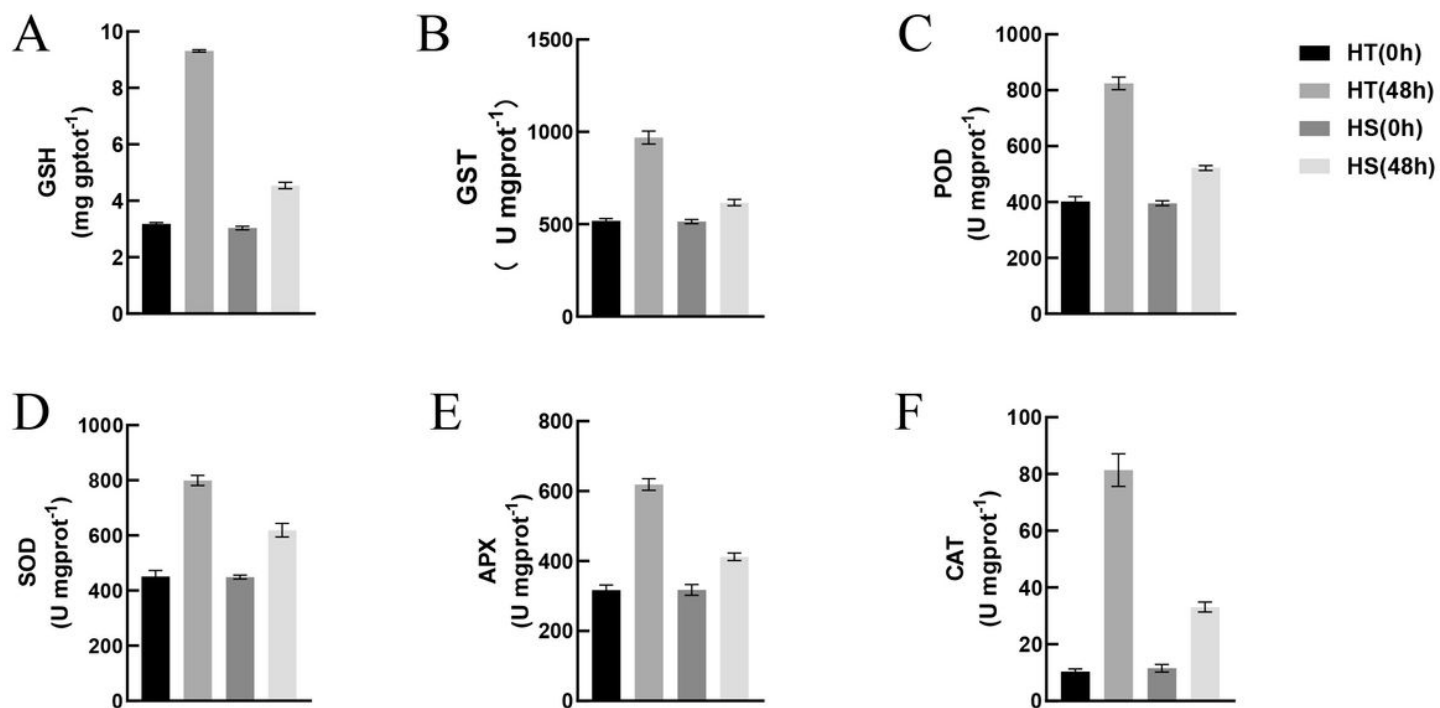 A
B
C
10
8
6
4
2
0
GSH
(mg gptot-1)
1500
1000
500
0
GST
( U mgprot-1)
1000
800
600
400
200
0
POD
(U mgprot-1)
HT(0h)
HT(48h)
HS(0h)
HS(48h)
D
E
F
1000
800
600
400
200
0
SOD
(U mgprot-1)
800
600
400
200
0
APX
(U mgprot-1)
100
80
60
40
20
0
CAT
(U mgprot-1)